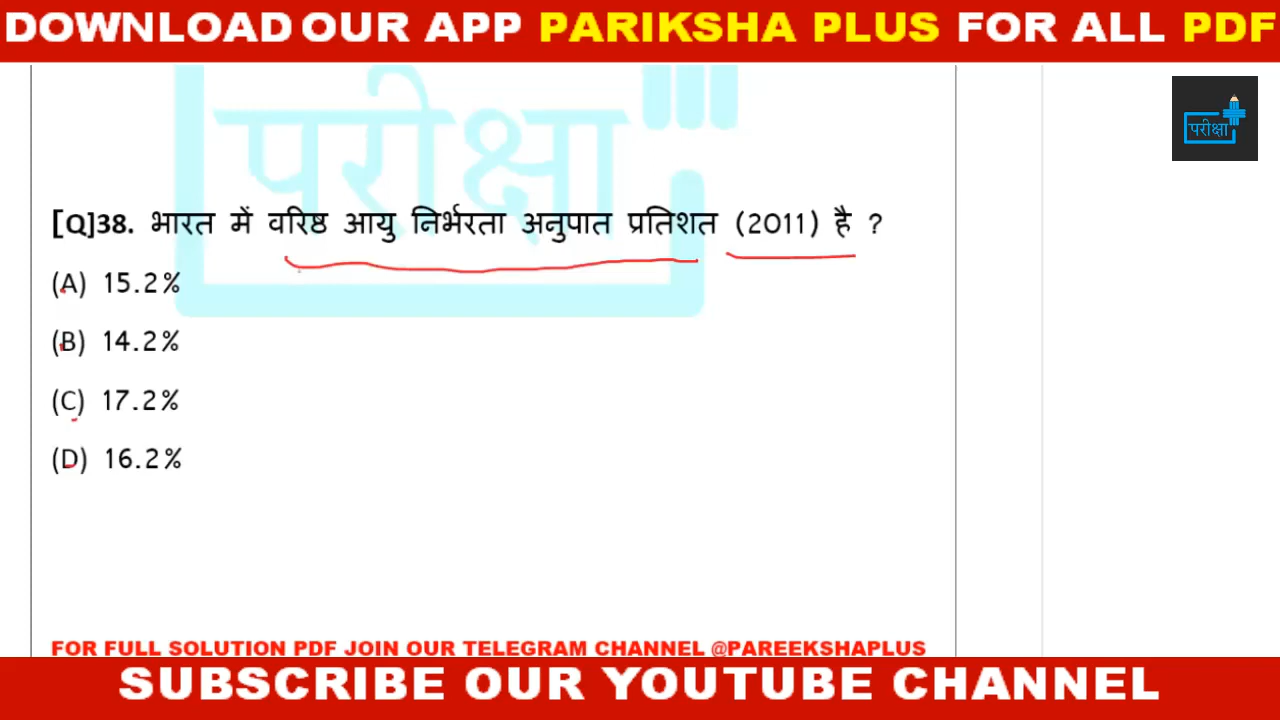 DOWNLOAD OUR APP PARIKSHA PLUS FOR ALL PDF
परीक्षा
परीक्षा
[Q]38. भारत में वरिष्ठ आयु निर्भरता अनुपात प्रतिशत (2011) है ?
(A) 15.2%
(B) 14.2%
(C) 17.2%
(D) 16.2%
FOR FULL SOLUTION PDF JOIN OUR TELEGRAM CHANNEL @PAREEKSHAPLUS
SUBSCRIBE OUR YOUTUBE CHANNEL